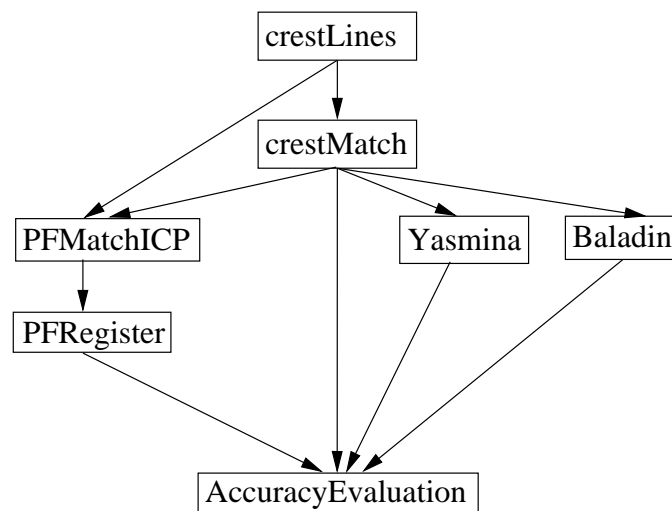 crestLines
crestMatch
PFMatchICP
Yasmina
Baladin
PFRegister
AccuracyEvaluation